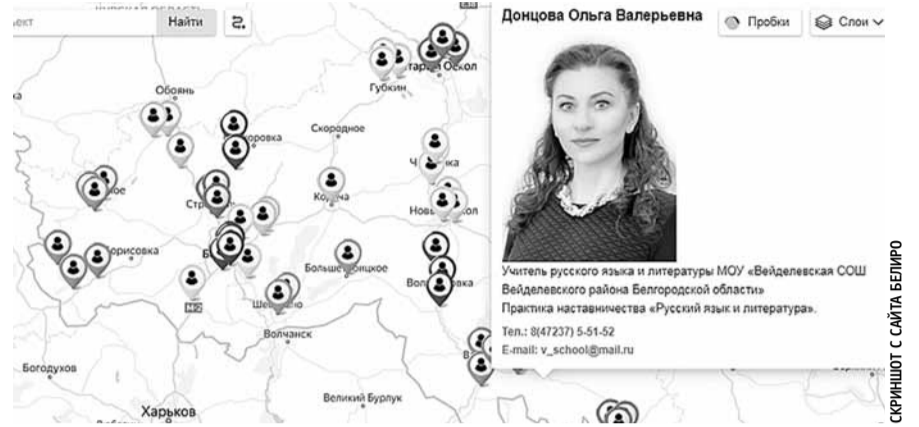 КУРСКАЯ ОБЛАСТЬ
Найти
Донцова Ольга Валерьевна
Пробки
Слои
Обоянь
Губкин
Скородное
Борисовка
Волчанск
Богодухов
Великий Бурлук
Харьков
Учитель русского языка и литературы МОУ «Вейделевская СОШ
Вейделевского района Белгородской области»
Практика наставничества «Русский язык и литература».
Тел.: 8(47237) 5-51-52
E-mail: v_school@mail.ru
СКРИНШОТ С САЙТА БЕЛИРО